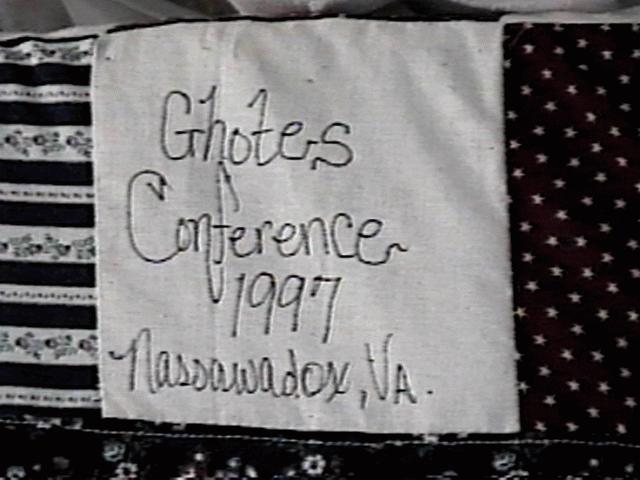 Ghotes
Conference
1997
Nassawadox, VA.